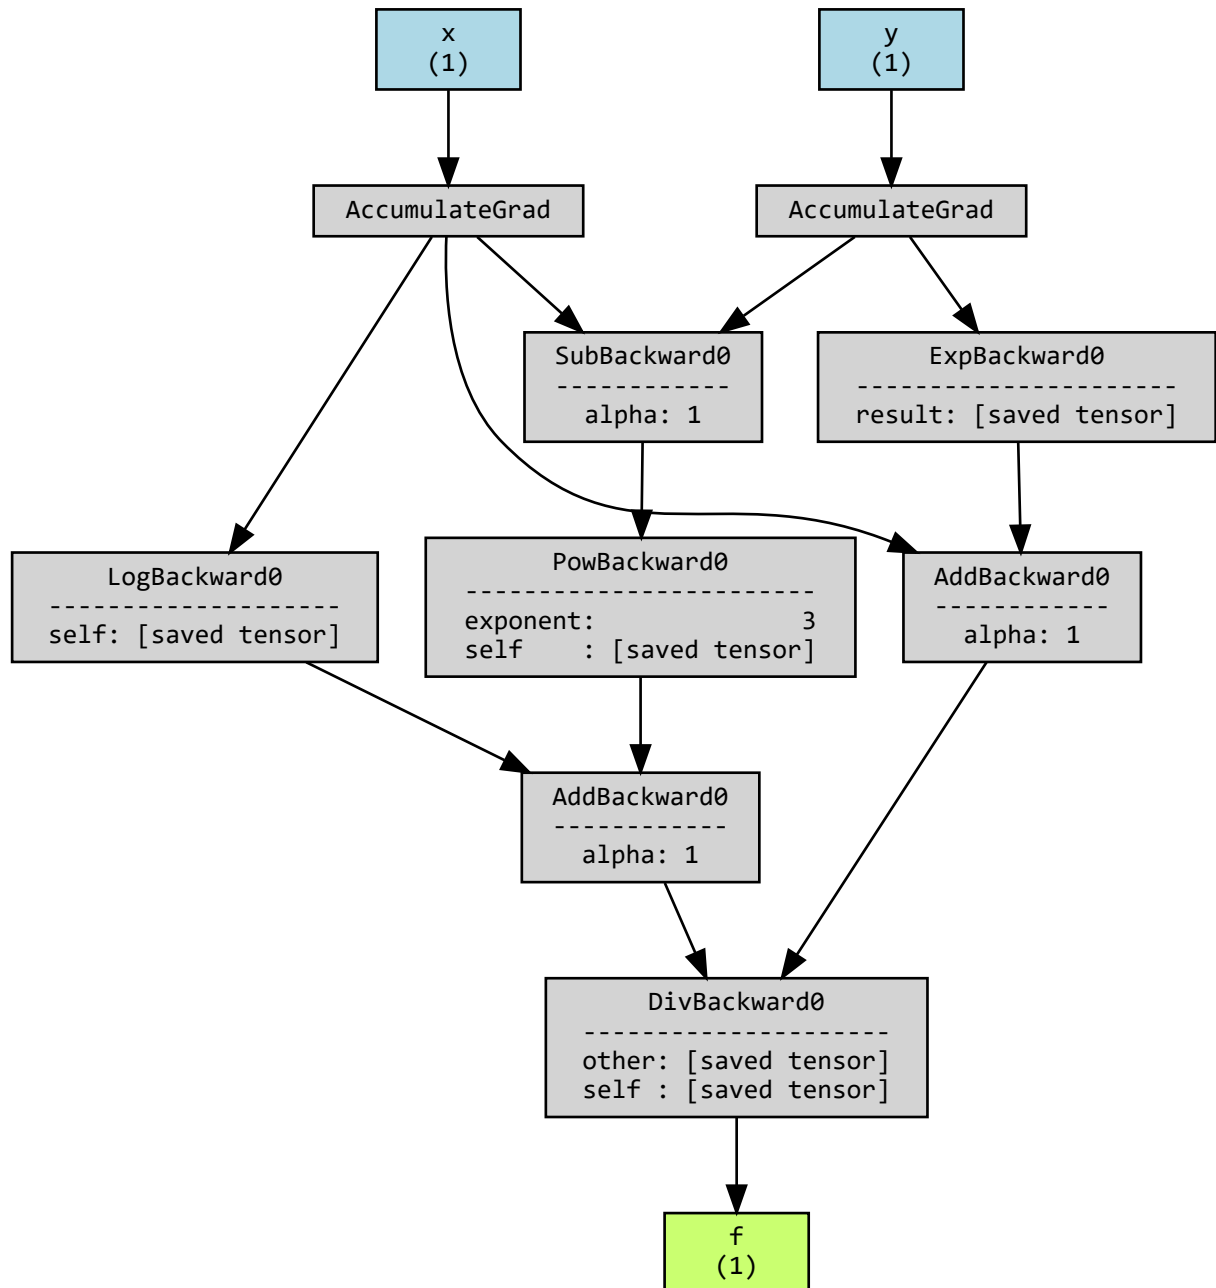 x
(1)
y
(1)
AccumulateGrad
AccumulateGrad
SubBackward0
------------
alpha: 1
ExpBackward0
----------------------
result: [saved tensor]
LogBackward0
--------------------
self: [saved tensor]
PowBackward0
------------------------
exponent:              3
self    : [saved tensor]
AddBackward0
------------
alpha: 1
AddBackward0
------------
alpha: 1
DivBackward0
---------------------
other: [saved tensor]
self : [saved tensor]
f
(1)